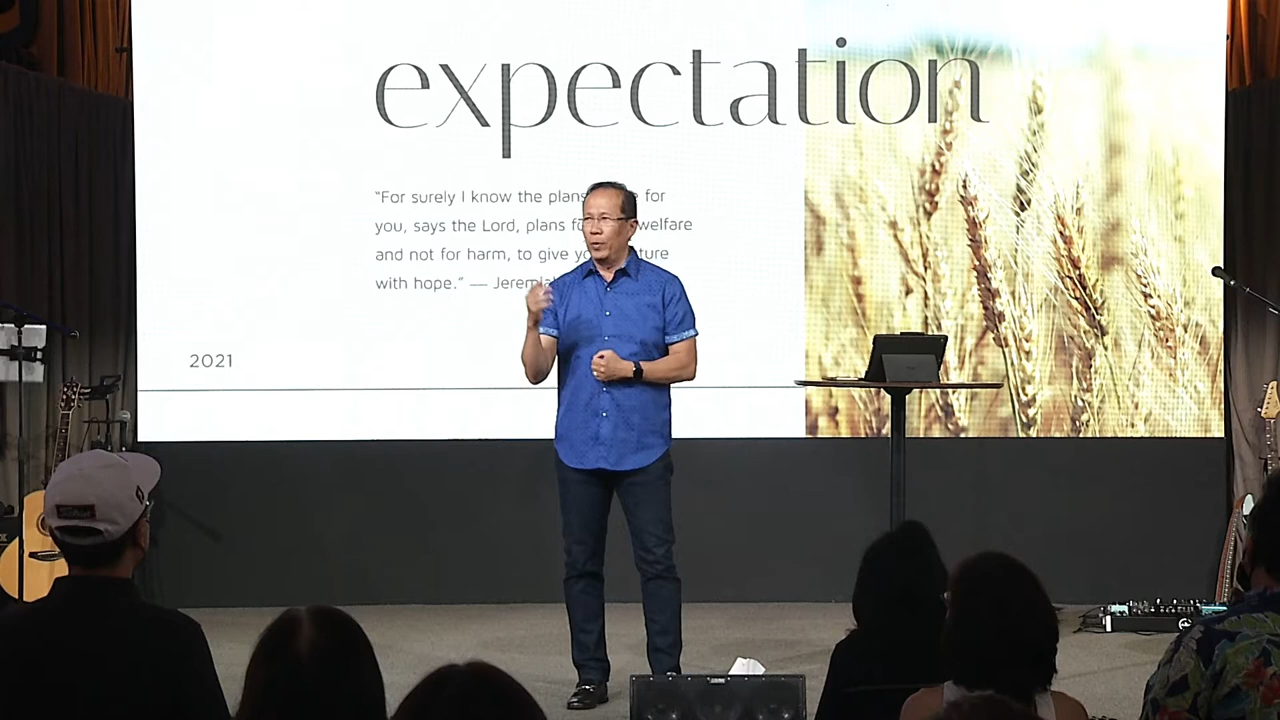 expectation
“For surely I know the plans for
you, says the Lord, plans welfare
and not for harm, to give
with hope.” —
2021